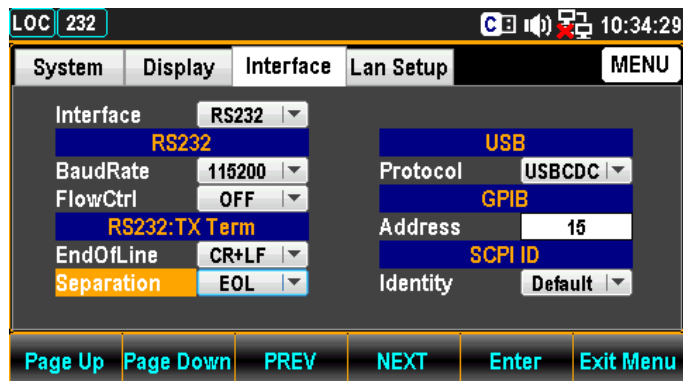 LOC 232 C 10:34:29
System Display Interface Lan Setup MENU
Interface RS232
RS232 USB
BaudRate 115200 Protocol USBCDC
FlowCtrl OFF GPIB
RS232:TX Term Address 15
EndOfLine CR+LF SCPI ID
Separation EOL Identity Default
Page Up Page Down PREV NEXT Enter Exit Menu